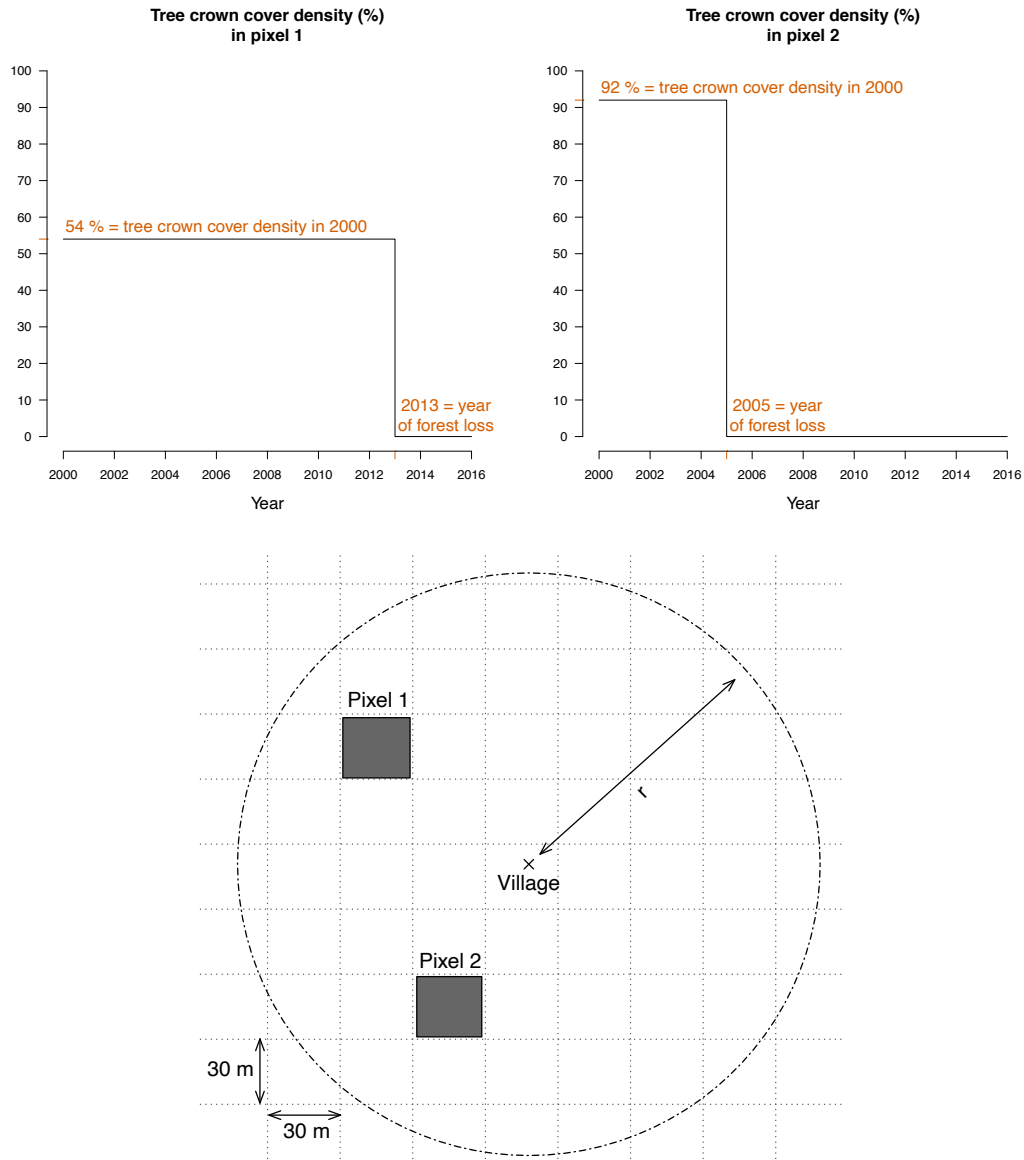 Tree crown cover density (%)
in pixel 1
100
90
80
70
60
50
40
30
20
10
0
54 % = tree crown cover density in 2000
2013 = year
of forest loss
2000 2002 2004 2006 2008 2010 2012 2014 2016
Year
Tree crown cover density (%)
in pixel 2
100
90
80
70
60
50
40
30
20
10
0
92 % = tree crown cover density in 2000
2005 = year
of forest loss
2000 2002 2004 2006 2008 2010 2012 2014 2016
Year
Pixel 1
r
Village
Pixel 2
30 m
30 m